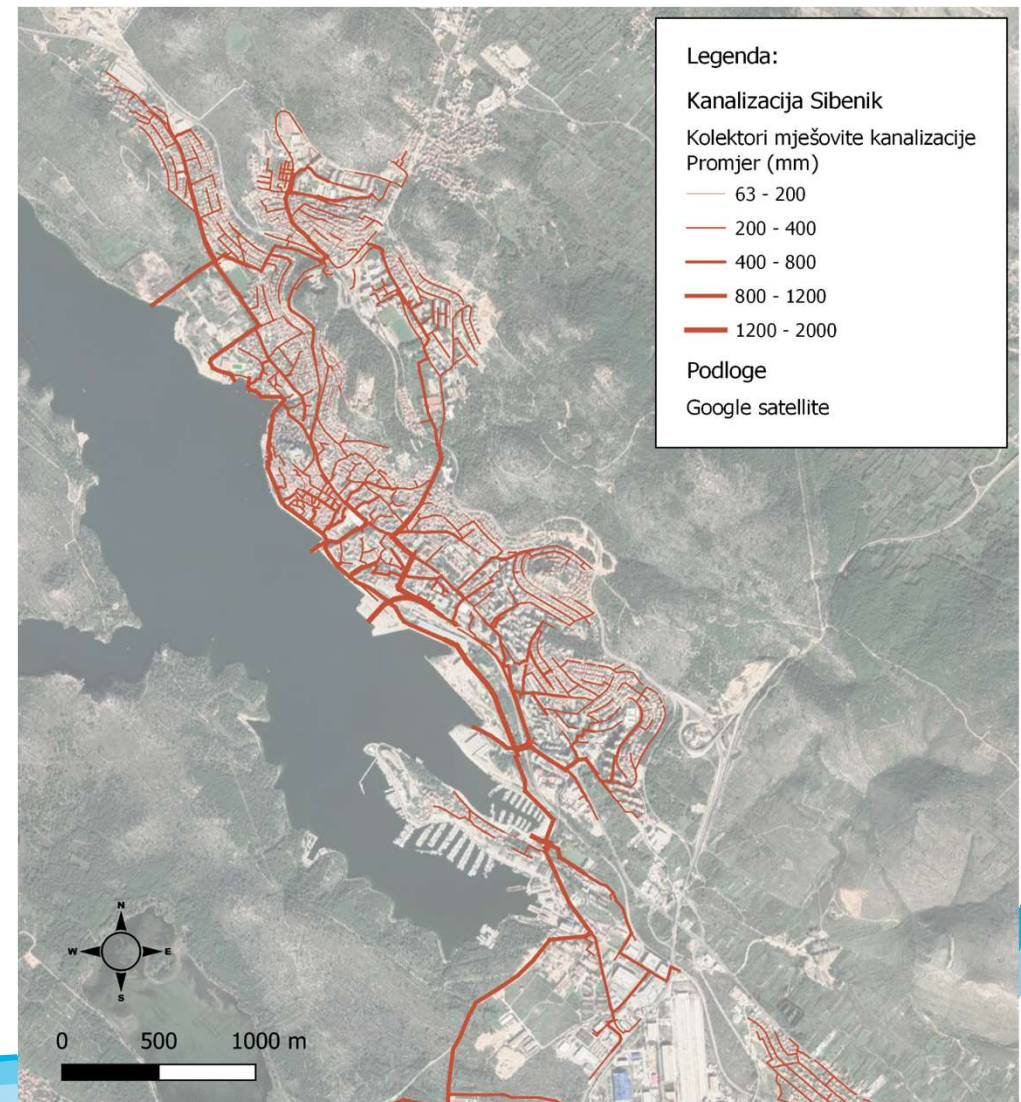 Legenda:
Kanalizacija Sibenik
Kolektori mješovite kanalizacije
Promjer (mm)
63 - 200
200 - 400
400 - 800
800 - 1200
1200 - 2000
Podloge
Google satellite
N
W E
S
0 500 1000 m